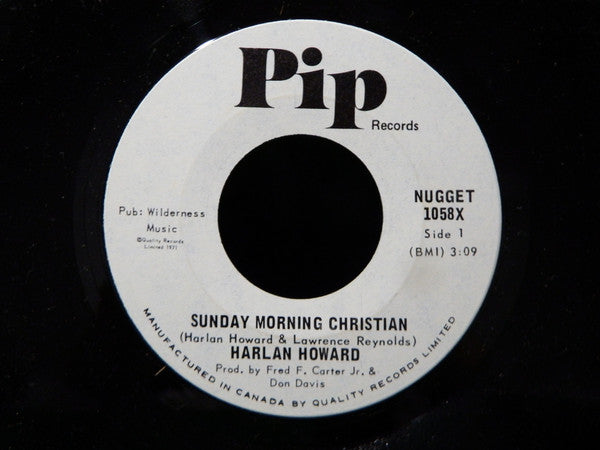 Pip
Records
NUGGET
1058X
Side 1
(BMI) 3:09
Pub: Wilderness
Music
©Quality Records
Limited 1971
SUNDAY MORNING CHRISTIAN
(Harlan Howard & Lawrence Reynolds)
HARLAN HOWARD
Prod. by Fred F. Carter Jr. &
Don Davis
MANUFACTURED IN CANADA BY QUALITY RECORDS LIMITED